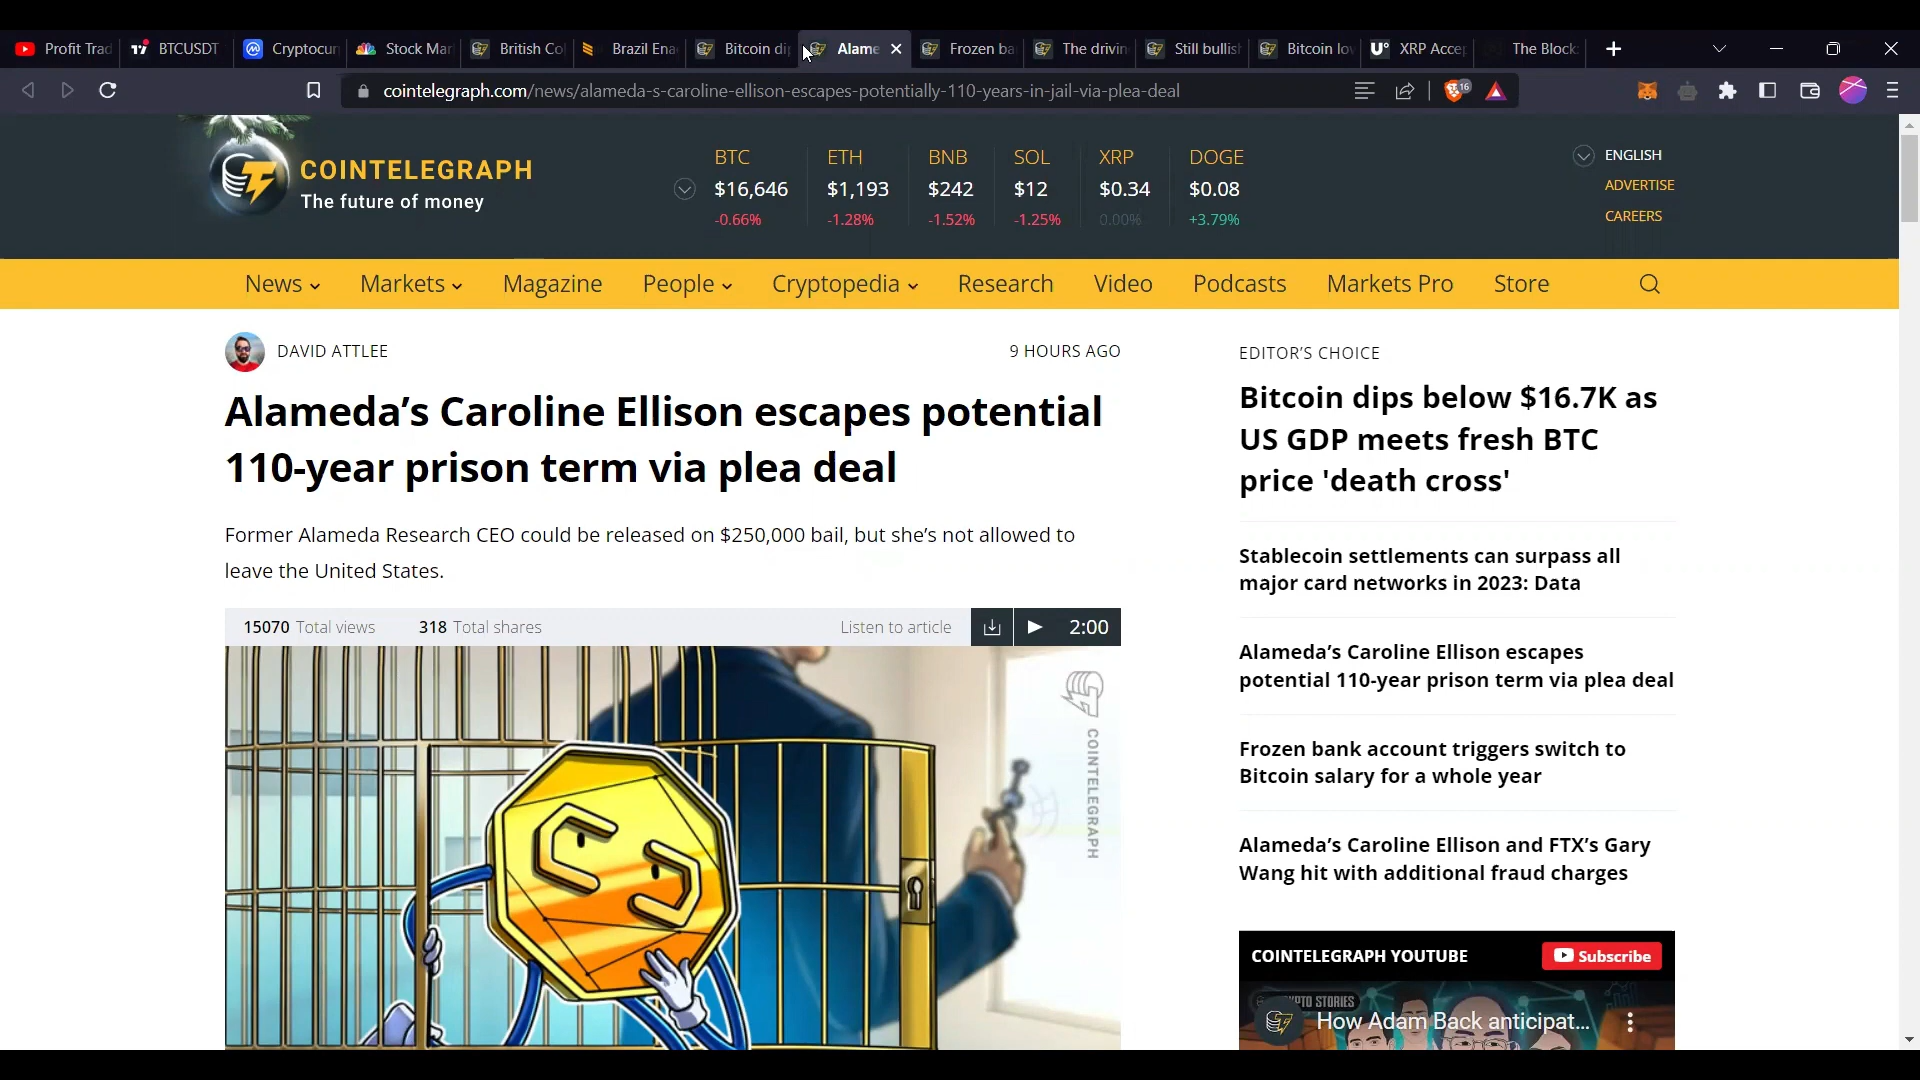 Profit Trad
BTCUSDT
Cryptocur
Stock Mar
British Co
Brazil Ena
Bitcoin dip
Alame
Frozen ba
The drivin
Still bullish
Bitcoin lo
XRP Accep
The Block:
cointelegraph.com/news/alameda-s-caroline-ellison-escapes-potentially-110-years-in-jail-via-plea-deal
16
COINTELEGRAPH
The future of money
BTC ETH BNB SOL XRP DOGE
$16,646 $1,193 $242 $12 $0.34 $0.08
-0.66% -1.28% -1.52% -1.25% 0.00% +3.79%
ENGLISH
ADVERTISE
CAREERS
News Markets Magazine People Cryptopedia Research Video Podcasts Markets Pro Store
DAVID ATTLEE
9 HOURS AGO
Alameda’s Caroline Ellison escapes potential
110-year prison term via plea deal
Former Alameda Research CEO could be released on $250,000 bail, but she’s not allowed to
leave the United States.
15070 Total views 318 Total shares
Listen to article 2:00
COINTELEGRAPH
EDITOR’S CHOICE
Bitcoin dips below $16.7K as
US GDP meets fresh BTC
price 'death cross'
Stablecoin settlements can surpass all
major card networks in 2023: Data
Alameda’s Caroline Ellison escapes
potential 110-year prison term via plea deal
Frozen bank account triggers switch to
Bitcoin salary for a whole year
Alameda’s Caroline Ellison and FTX’s Gary
Wang hit with additional fraud charges
COINTELEGRAPH YOUTUBE
Subscribe
STORIES
How Adam Back anticipat...